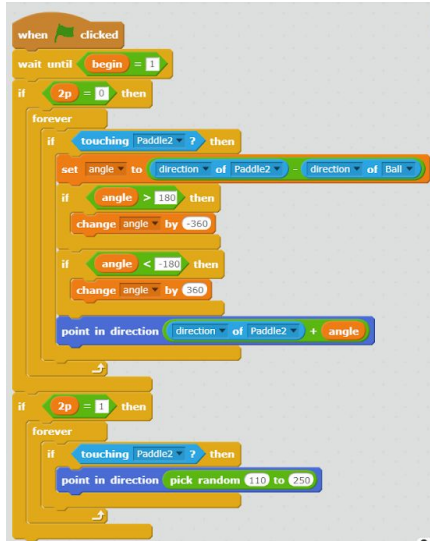 when clicked
wait until begin = 1
if 2p = 0 then
forever
if touching Paddle2 ? then
set angle to direction of Paddle2 - direction of Ball
if angle > 180 then
change angle by -360
if angle < -180 then
change angle by 360
point in direction direction of Paddle2 + angle
if 2p = 1 then
forever
if touching Paddle2 ? then
point in direction pick random 110 to 250